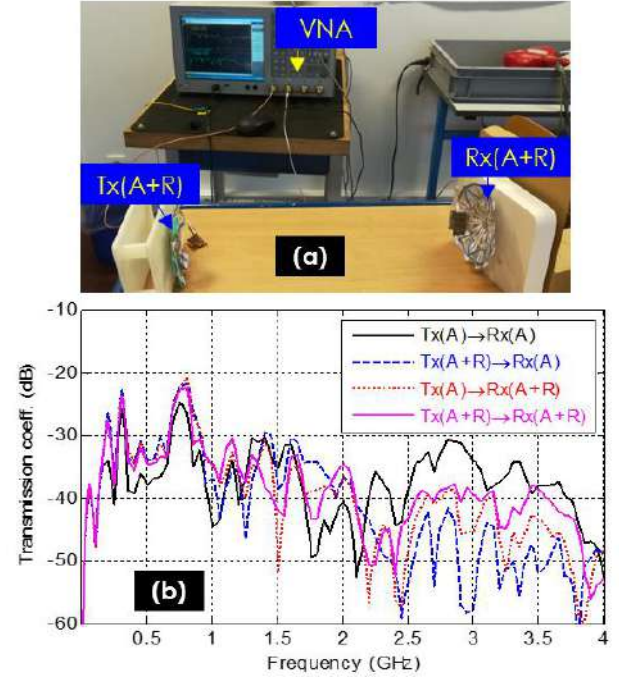 VNA
Tx(A+R)
Rx(A+R)
(a)
-10
-20
-30
-40
-50
-60
Transmission coeff. (dB)
Tx(A)→Rx(A)
Tx(A+R)→Rx(A)
Tx(A)→Rx(A+R)
Tx(A+R)→Rx(A+R)
(b)
0.5 1 1.5 2 2.5 3 3.5 4
Frequency (GHz)